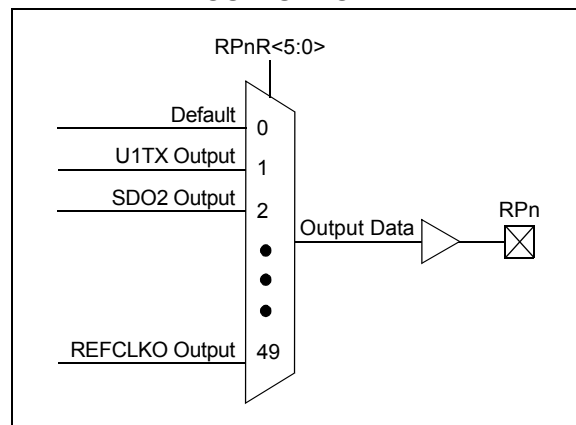 RPnR<5:0>
Default
0
U1TX Output
1
SDO2 Output
2
Output Data
RPn
REFCLKO Output
49